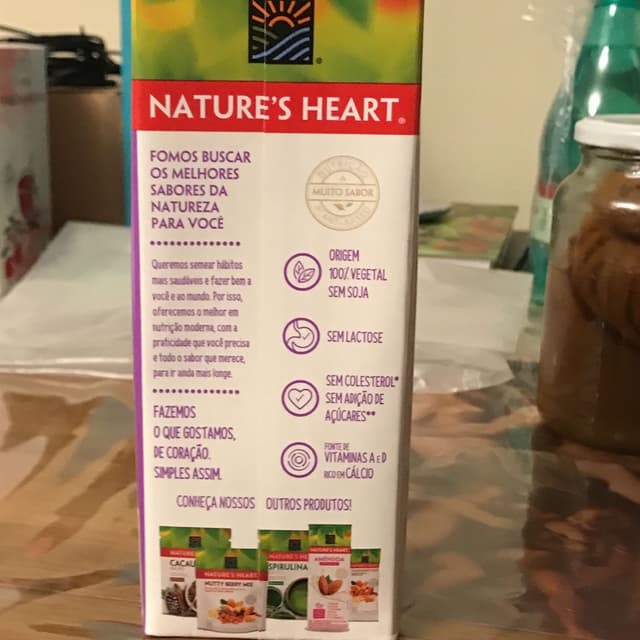 NATURE'S HEART®
FOMOS BUSCAR
OS MELHORES
SABORES DA
NATUREZA
PARA VOCÊ
Queremos semear hábitos
mais saudáveis e fazer bem a
você e ao mundo. Por isso,
oferecemos o melhor em
nutrição moderna, com a
praticidade que você precisa
e todo o sabor que merece,
para ir ainda mais longe.
FAZEMOS
O QUE GOSTAMOS,
DE CORAÇÃO.
SIMPLES ASSIM.
NUTRIÇÃO
&
MUITO SABOR
ORIGEM
100% VEGETAL
SEM SOJA
SEM LACTOSE
SEM COLESTEROL*
SEM ADIÇÃO DE
AÇÚCARES**
FONTE DE
VITAMINAS A E D
RICO EM CÁLCIO
CONHEÇA NOSSOS OUTROS PRODUTOS!
CACAU
NATURE'S HEART
NUTTY BERRY MIX
SPIRULINA
NATURE'S HEART
AMÊNDOA